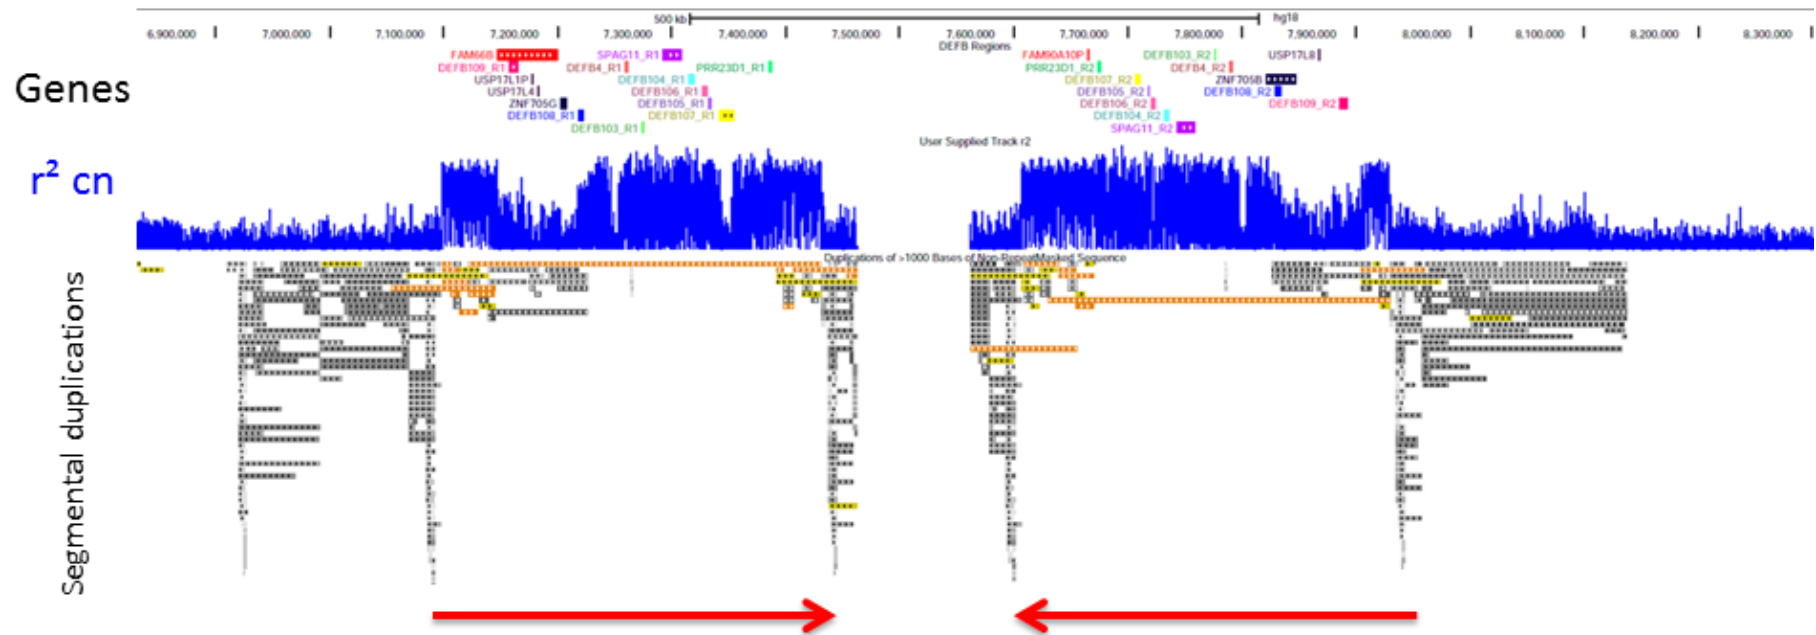 500 kb hg18
6,900,000 7,000,000 7,100,000 7,200,000 7,300,000 7,400,000 7,500,000 7,600,000 7,700,000 7,800,000 7,900,000 8,000,000 8,100,000 8,200,000 8,300,000
DEFB Regions
Genes
FAM66B SPAG11_R1 FAM90A10P DEFB103_R2 USP17L8
DEFB109_R1 DEFB4_R1 PRR23D1_R1 PRR23D1_R2 DEFB4_R2
USP17L1P DEFB104_R1 DEFB107_R2 ZNF705B
USP17L4 DEFB106_R1 DEFB105_R2 DEFB108_R2
ZNF705G DEFB105_R1 DEFB106_R2 DEFB109_R2
DEFB108_R1 DEFB107_R1 DEFB104_R2
DEFB103_R1 SPAG11_R2
User Supplied Track r2
r² cn
Duplications of >1000 Bases of Non-RepeatMasked Sequence
Segmental duplications